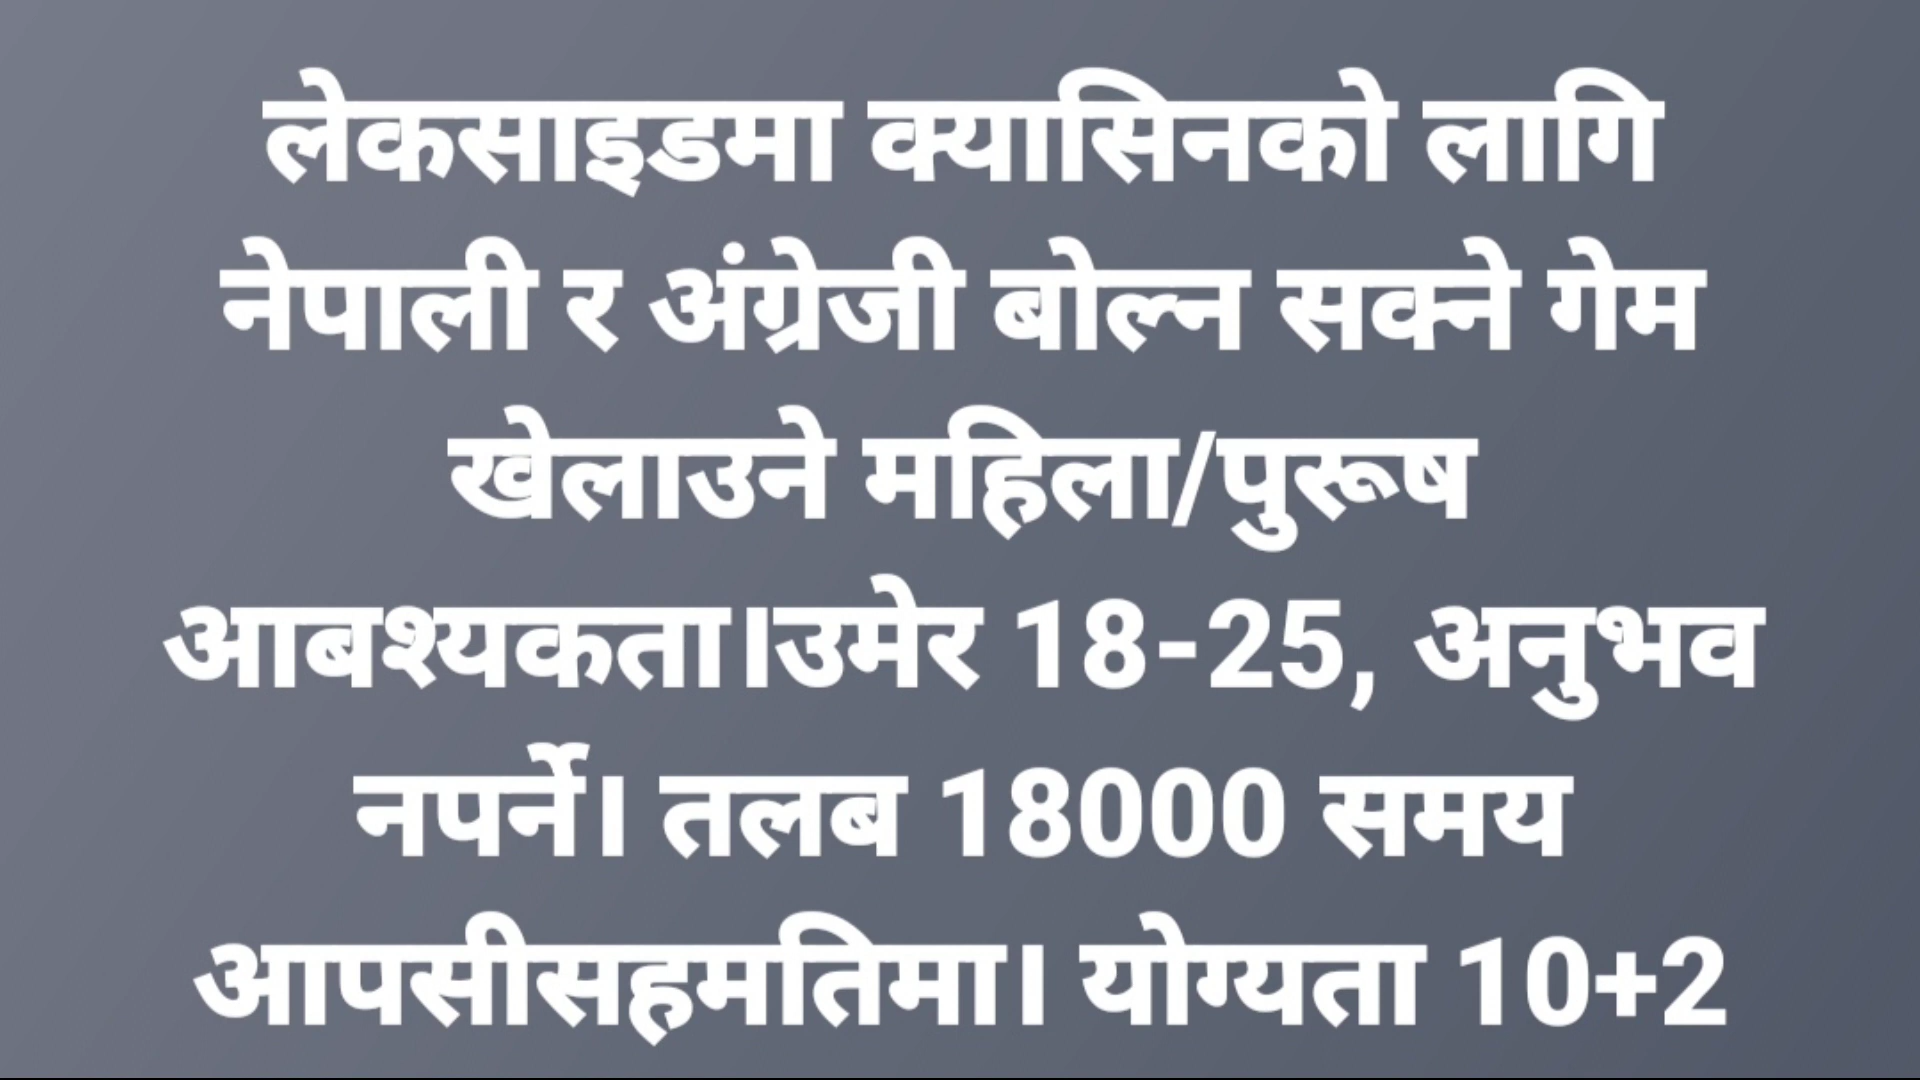 लेकसाइडमा क्यासिनको लागि
नेपाली र अंग्रेजी बोल्न सक्ने गेम
खेलाउने महिला/पुरूष
आबश्यकता।उमेर 18-25, अनुभव
नपर्ने। तलब 18000 समय
आपसीसहमतिमा। योग्यता 10+2